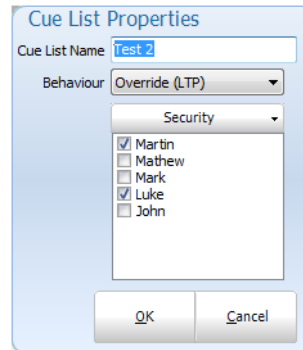 Cue List Properties
Cue List Name Test 2
Behaviour Override (LTP)
Security
Martin
Mathew
Mark
Luke
John
OK Cancel